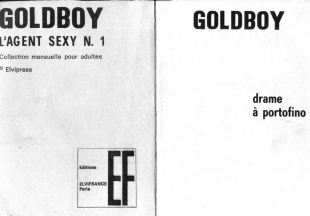 GOLDBOY
L'AGENT SEXY N. 1
Collection mensuelle pour adultes
© Elvipress
Editions
ELVIFRANCE
Paris
EF
GOLDBOY
drame
à portofino